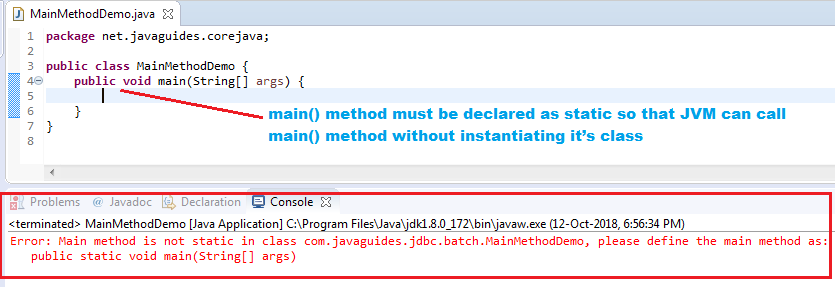 MainMethodDemo.java
1 package net.javaguides.corejava;
2
3 public class MainMethodDemo {
4 public void main(String[] args) {
5
6 }
7 }
8
main() method must be declared as static so that JVM can call
main() method without instantiating it's class
Problems @ Javadoc Declaration Console
<terminated> MainMethodDemo [Java Application] C:\Program Files\Java\jdk1.8.0_172\bin\javaw.exe (12-Oct-2018, 6:56:34 PM)
Error: Main method is not static in class com.javaguides.jdbc.batch.MainMethodDemo, please define the main method as:
public static void main(String[] args)